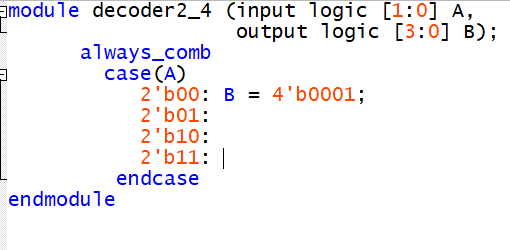 module decoder2_4 (input logic [1:0] A,
output logic [3:0] B);
always_comb
case(A)
2'b00: B = 4'b0001;
2'b01:
2'b10:
2'b11:
endcase
endmodule